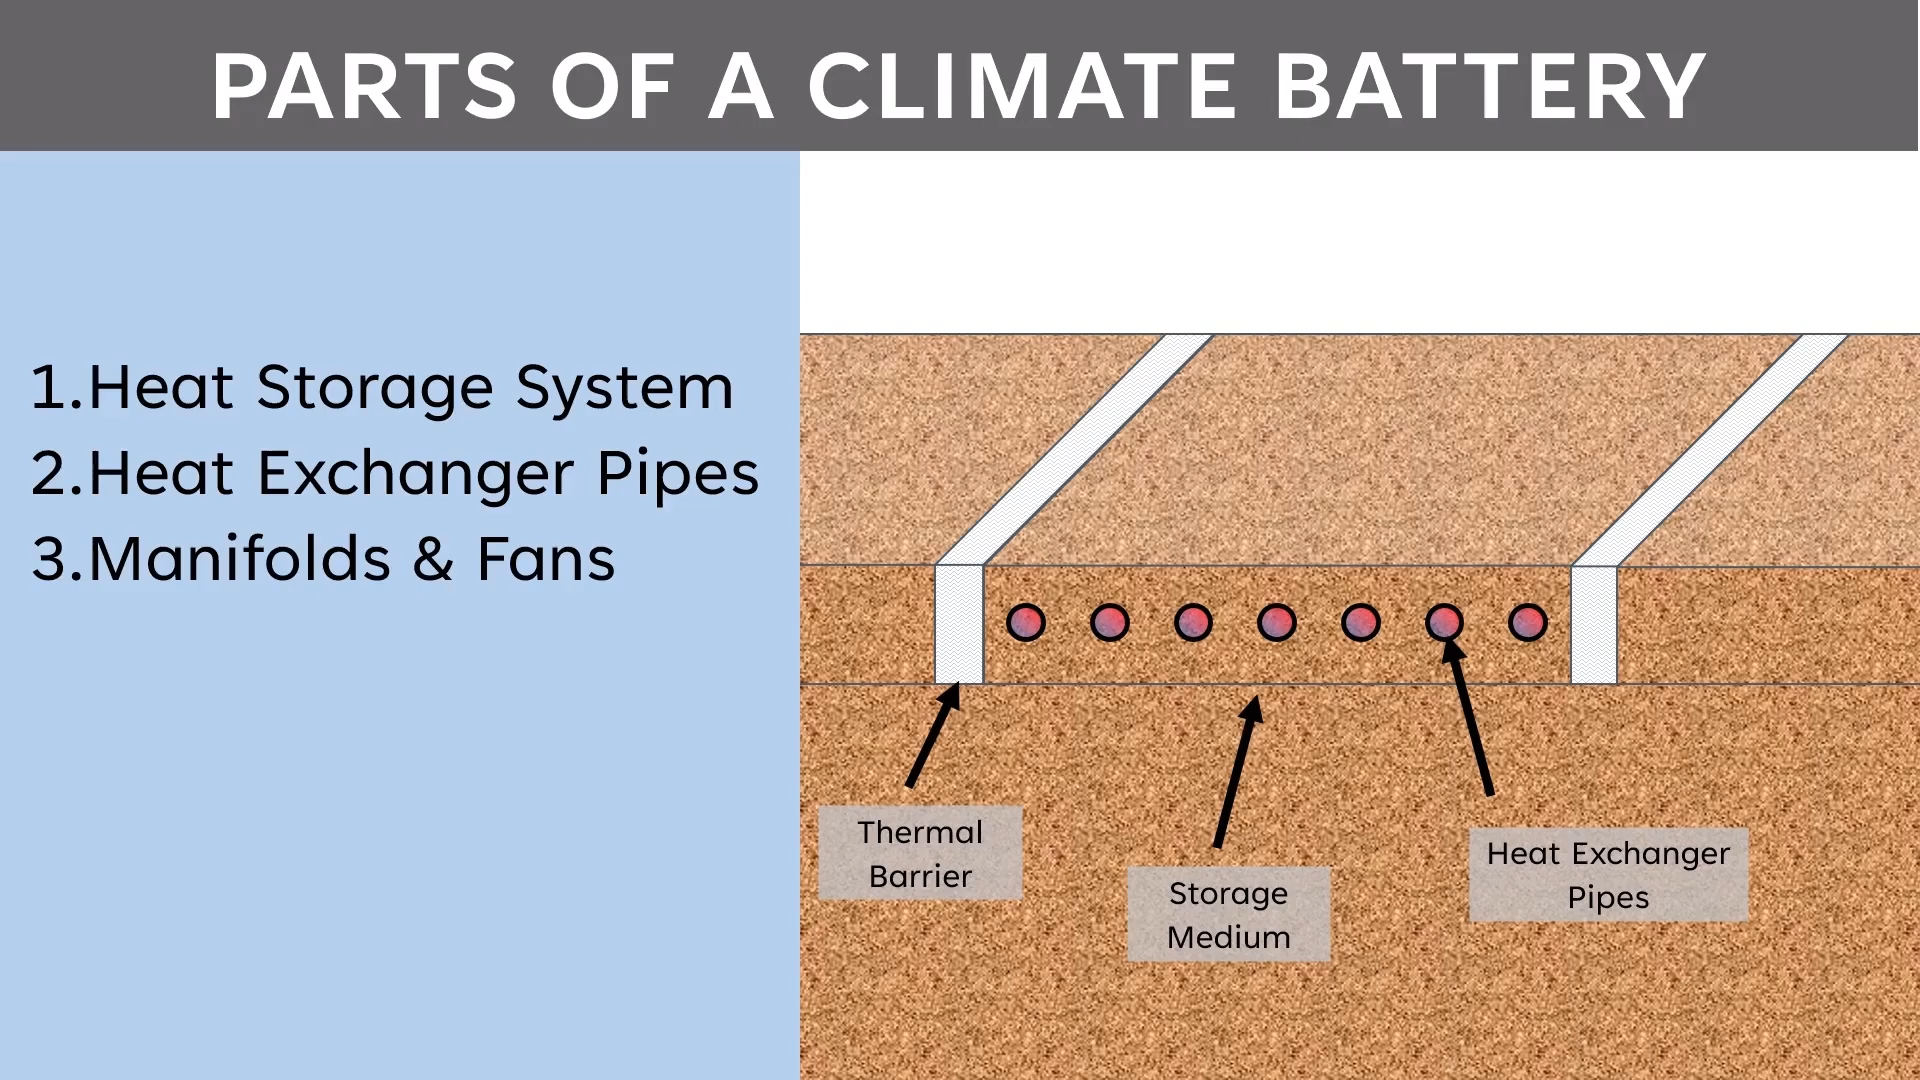 PARTS OF A CLIMATE BATTERY
1.Heat Storage System
2.Heat Exchanger Pipes
3.Manifolds & Fans
Thermal
Barrier
Storage
Medium
Heat Exchanger
Pipes